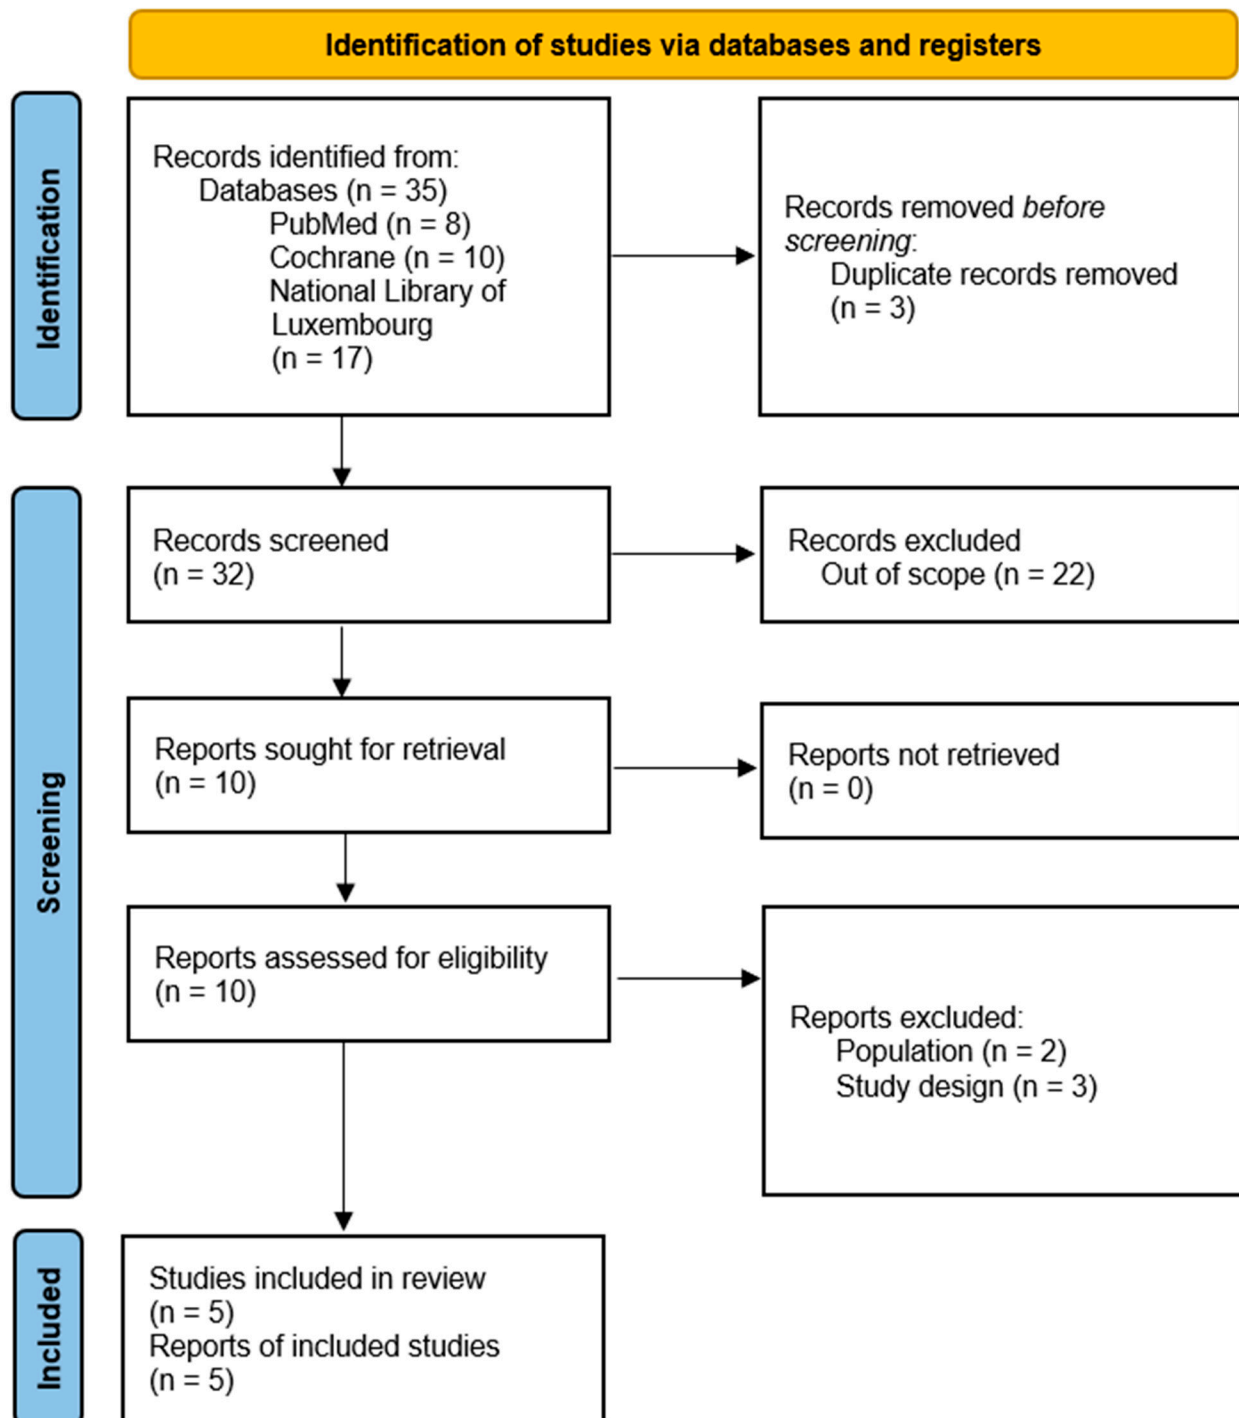 Identification of studies via databases and registers
Identification
Records identified from:
Databases (n = 35)
PubMed (n = 8)
Cochrane (n = 10)
National Library of
Luxembourg
(n = 17)
Records removed before
screening:
Duplicate records removed
(n = 3)
Screening
Records screened
(n = 32)
Records excluded
Out of scope (n = 22)
Reports sought for retrieval
(n = 10)
Reports not retrieved
(n = 0)
Reports assessed for eligibility
(n = 10)
Reports excluded:
Population (n = 2)
Study design (n = 3)
Included
Studies included in review
(n = 5)
Reports of included studies
(n = 5)